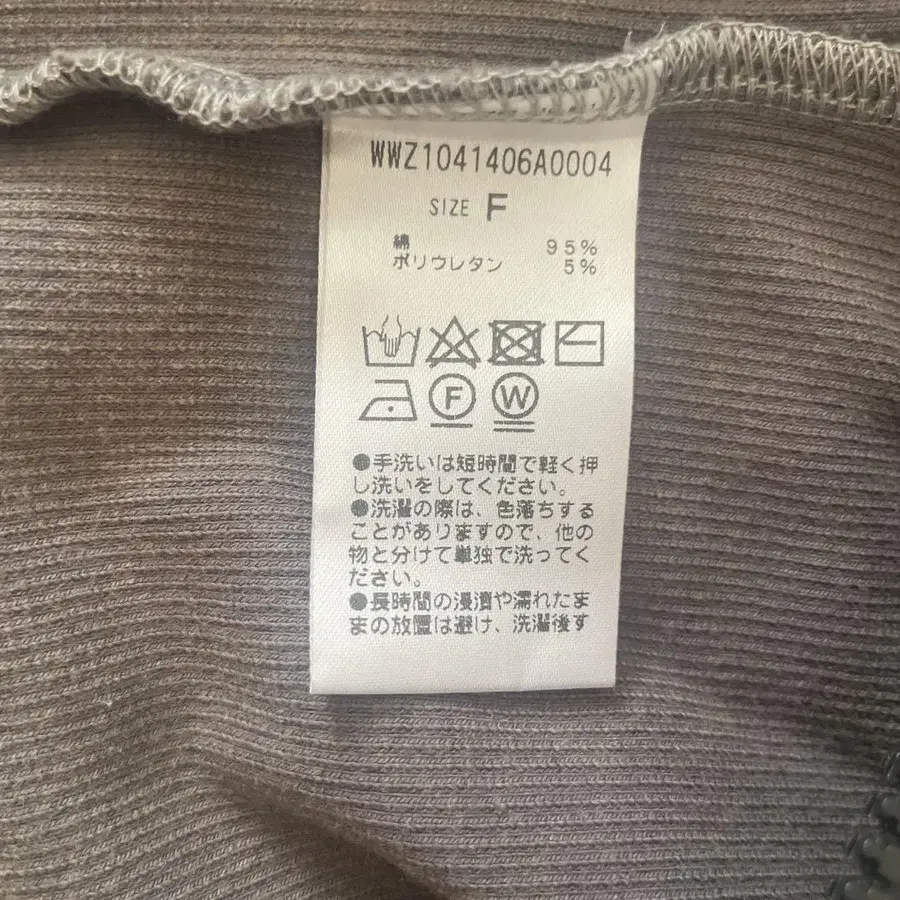 WWZ1041406A0004
SIZE F
綿 95%
ポリウレタン 5%
F W
●手洗いは短時間で軽く押
し洗いをしてください。
●洗濯の際は、色落ちする
ことがありますので、他の
物と分けて単独で洗ってく
ださい。
●長時間の浸漬や濡れたま
まの放置は避け、洗濯後す